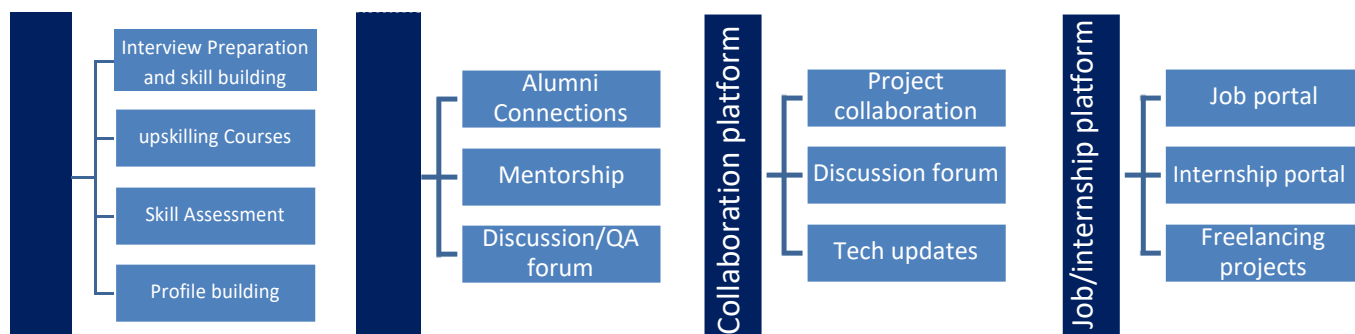 Interview Preparation
and skill building
upskilling Courses
Skill Assessment
Profile building
Alumni
Connections
Mentorship
Discussion/QA
forum
Collaboration platform
Project
collaboration
Discussion forum
Tech updates
Job/internship platform
Job portal
Internship portal
Freelancing
projects